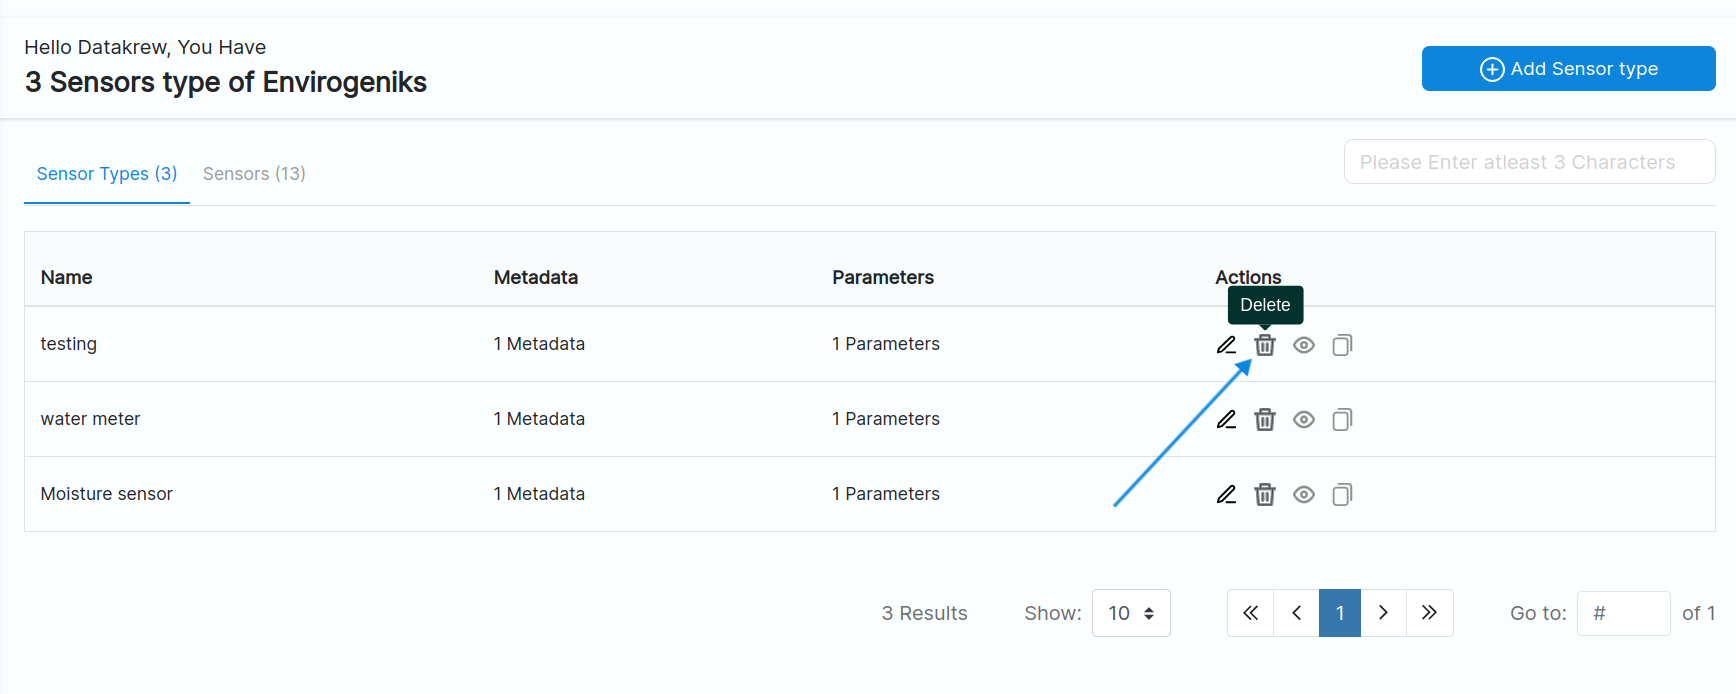 Hello Datakrew, You Have
3 Sensors type of Envirogeniks
Add Sensor type
Sensor Types (3) Sensors (13)
Please Enter atleast 3 Characters
Name Metadata Parameters Actions
Delete
testing 1 Metadata 1 Parameters
water meter 1 Metadata 1 Parameters
Moisture sensor 1 Metadata 1 Parameters
3 Results Show: 10 1 Go to: # of 1